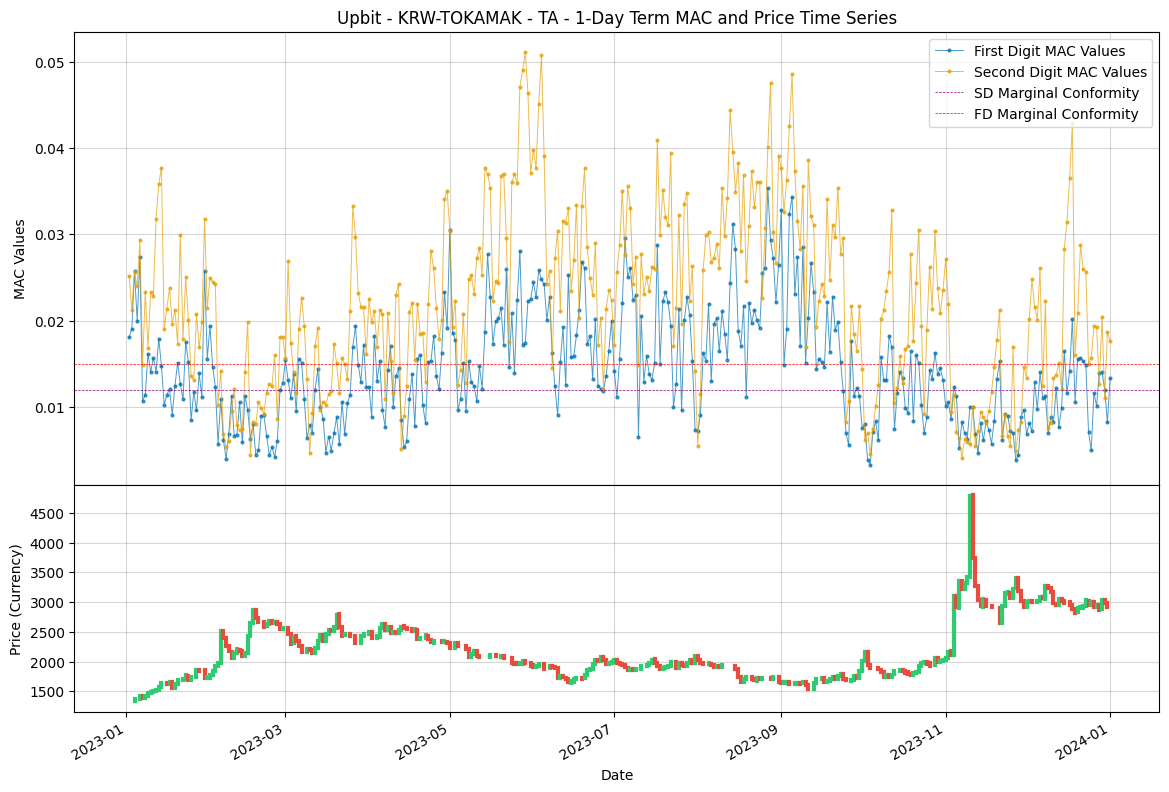 Upbit - KRW-TOKAMAK - TA - 1-Day Term MAC and Price Time Series
First Digit MAC Values
Second Digit MAC Values
SD Marginal Conformity
FD Marginal Conformity
MAC Values
0.05
0.04
0.03
0.02
0.01
Price (Currency)
4500
4000
3500
3000
2500
2000
1500
2023-01
2023-03
2023-05
2023-07
2023-09
2023-11
2024-01
Date